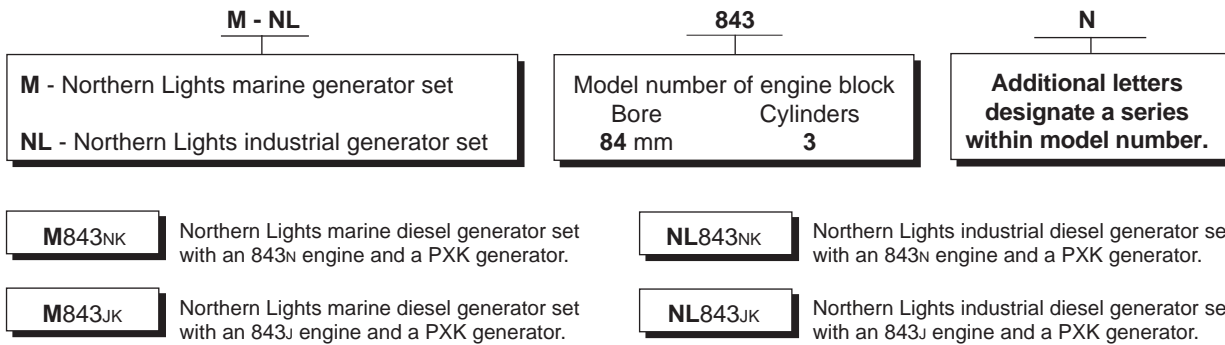 M - NL
843
N
M - Northern Lights marine generator set
NL - Northern Lights industrial generator set
Model number of engine block
Bore Cylinders
84 mm 3
Additional letters
designate a series
within model number.
M843NK
Northern Lights marine diesel generator set
with an 843N engine and a PXK generator.
NL843NK
Northern Lights industrial diesel generator se
with an 843N engine and a PXK generator.
M843JK
Northern Lights marine diesel generator set
with an 843J engine and a PXK generator.
NL843JK
Northern Lights industrial diesel generator se
with an 843J engine and a PXK generator.